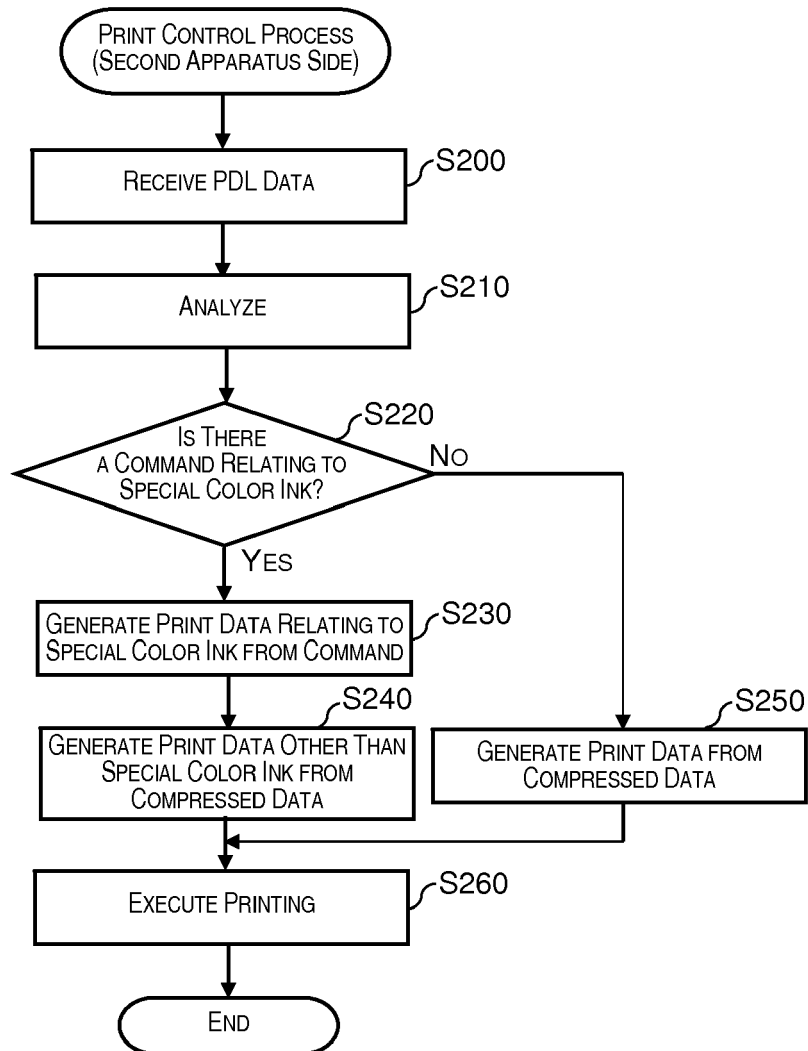 PRINT CONTROL PROCESS
(SECOND APPARATUS SIDE)
S200
RECEIVE PDL DATA
S210
ANALYZE
S220
IS THERE
A COMMAND RELATING TO
SPECIAL COLOR INK?
NO
YES
S230
GENERATE PRINT DATA RELATING TO
SPECIAL COLOR INK FROM COMMAND
S240
GENERATE PRINT DATA OTHER THAN
SPECIAL COLOR INK FROM
COMPRESSED DATA
S250
GENERATE PRINT DATA FROM
COMPRESSED DATA
S260
EXECUTE PRINTING
END